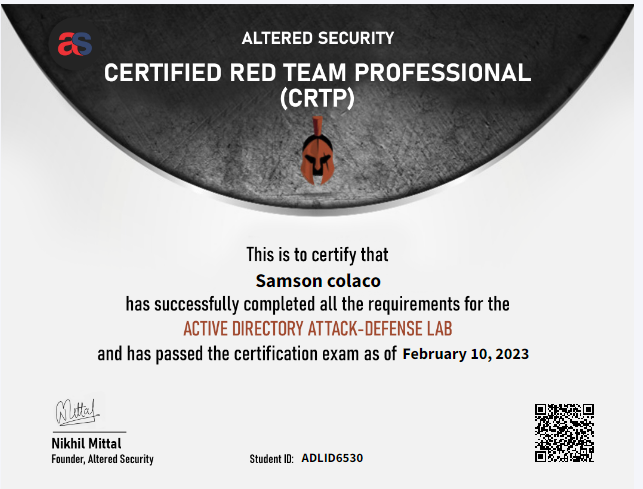 as
ALTERED SECURITY
CERTIFIED RED TEAM PROFESSIONAL
(CRTP)
This is to certify that
Samson colaco
has successfully completed all the requirements for the
ACTIVE DIRECTORY ATTACK-DEFENSE LAB
and has passed the certification exam as of February 10, 2023
Mittal
Nikhil Mittal
Founder, Altered Security
Student ID: ADLID6530